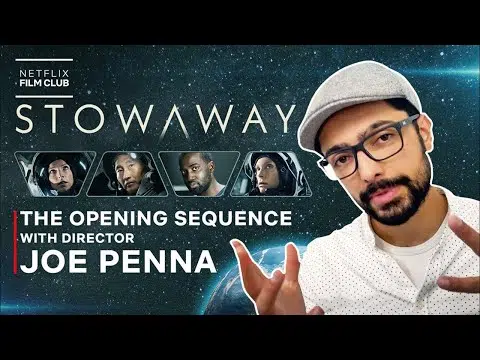 NETFLIX
FILM CLUB
STOWAWAY
THE OPENING SEQUENCE
WITH DIRECTOR
JOE PENNA